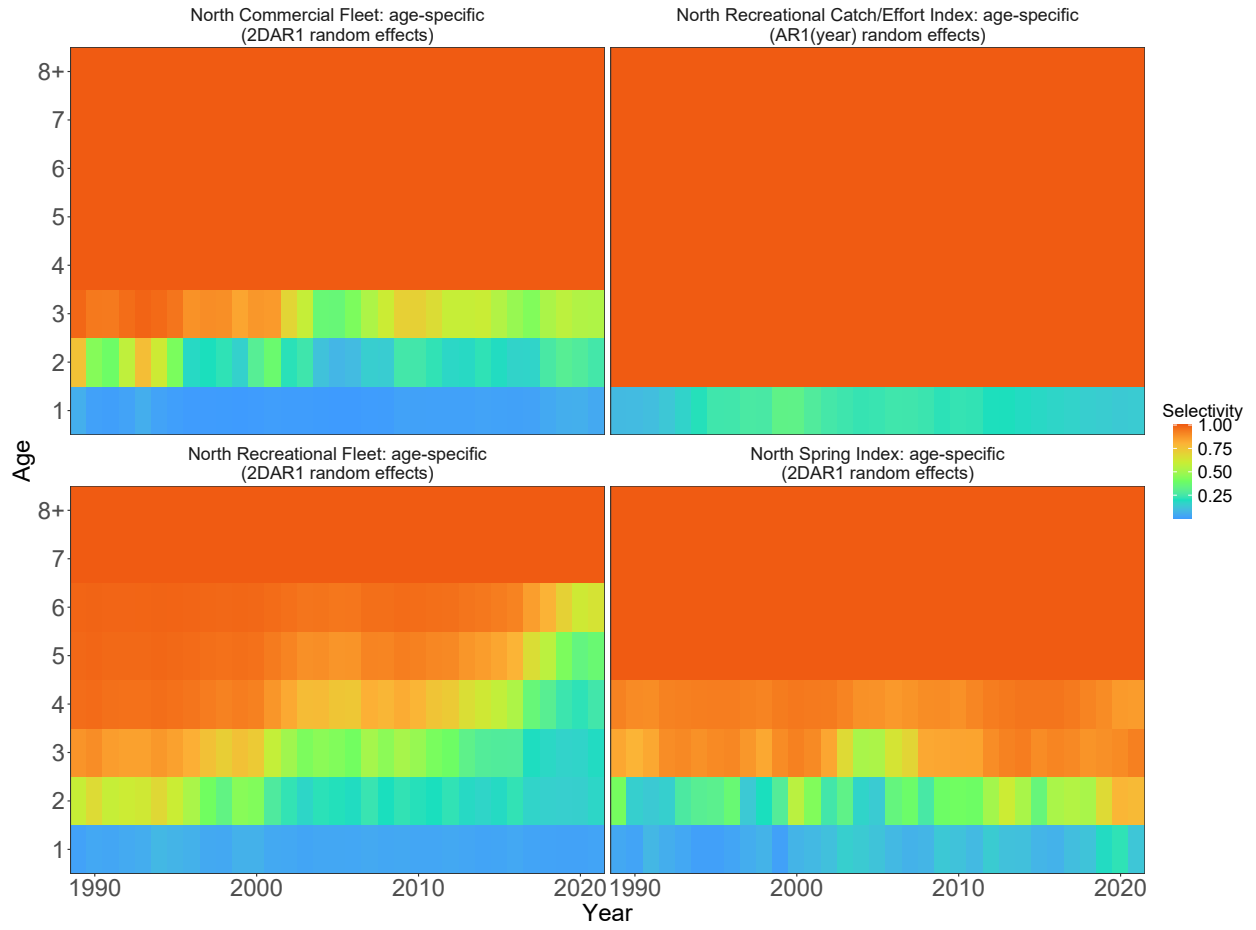 North Commercial Fleet: age-specific
(2DAR1 random effects)
North Recreational Catch/Effort Index: age-specific
(AR1(year) random effects)
8+
7
6
5
4
3
2
1
North Recreational Fleet: age-specific
(2DAR1 random effects)
North Spring Index: age-specific
(2DAR1 random effects)
8+
7
6
5
4
3
2
1
1990 2000 2010 2020
1990 2000 2010 2020
Year
Age
Selectivity
1.00
0.75
0.50
0.25